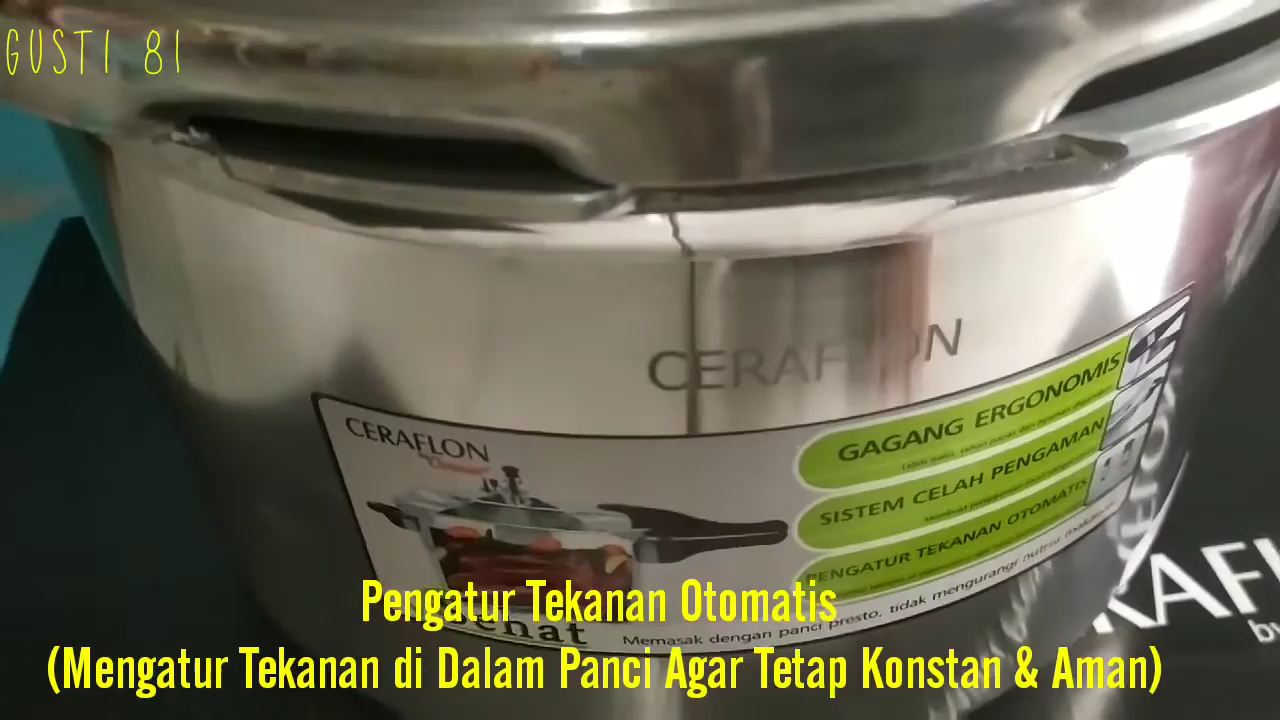 GUSTI 81
CERAFLON
CERAFLON
GAGANG ERGONOMIS
SISTEM CELAH PENGAMAN
PENGATUR TEKANAN OTOMATIS
Memasak dengan panci presto, tidak mengurangi nutrisi
Pengatur Tekanan Otomatis
(Mengatur Tekanan di Dalam Panci Agar Tetap Konstan & Aman)